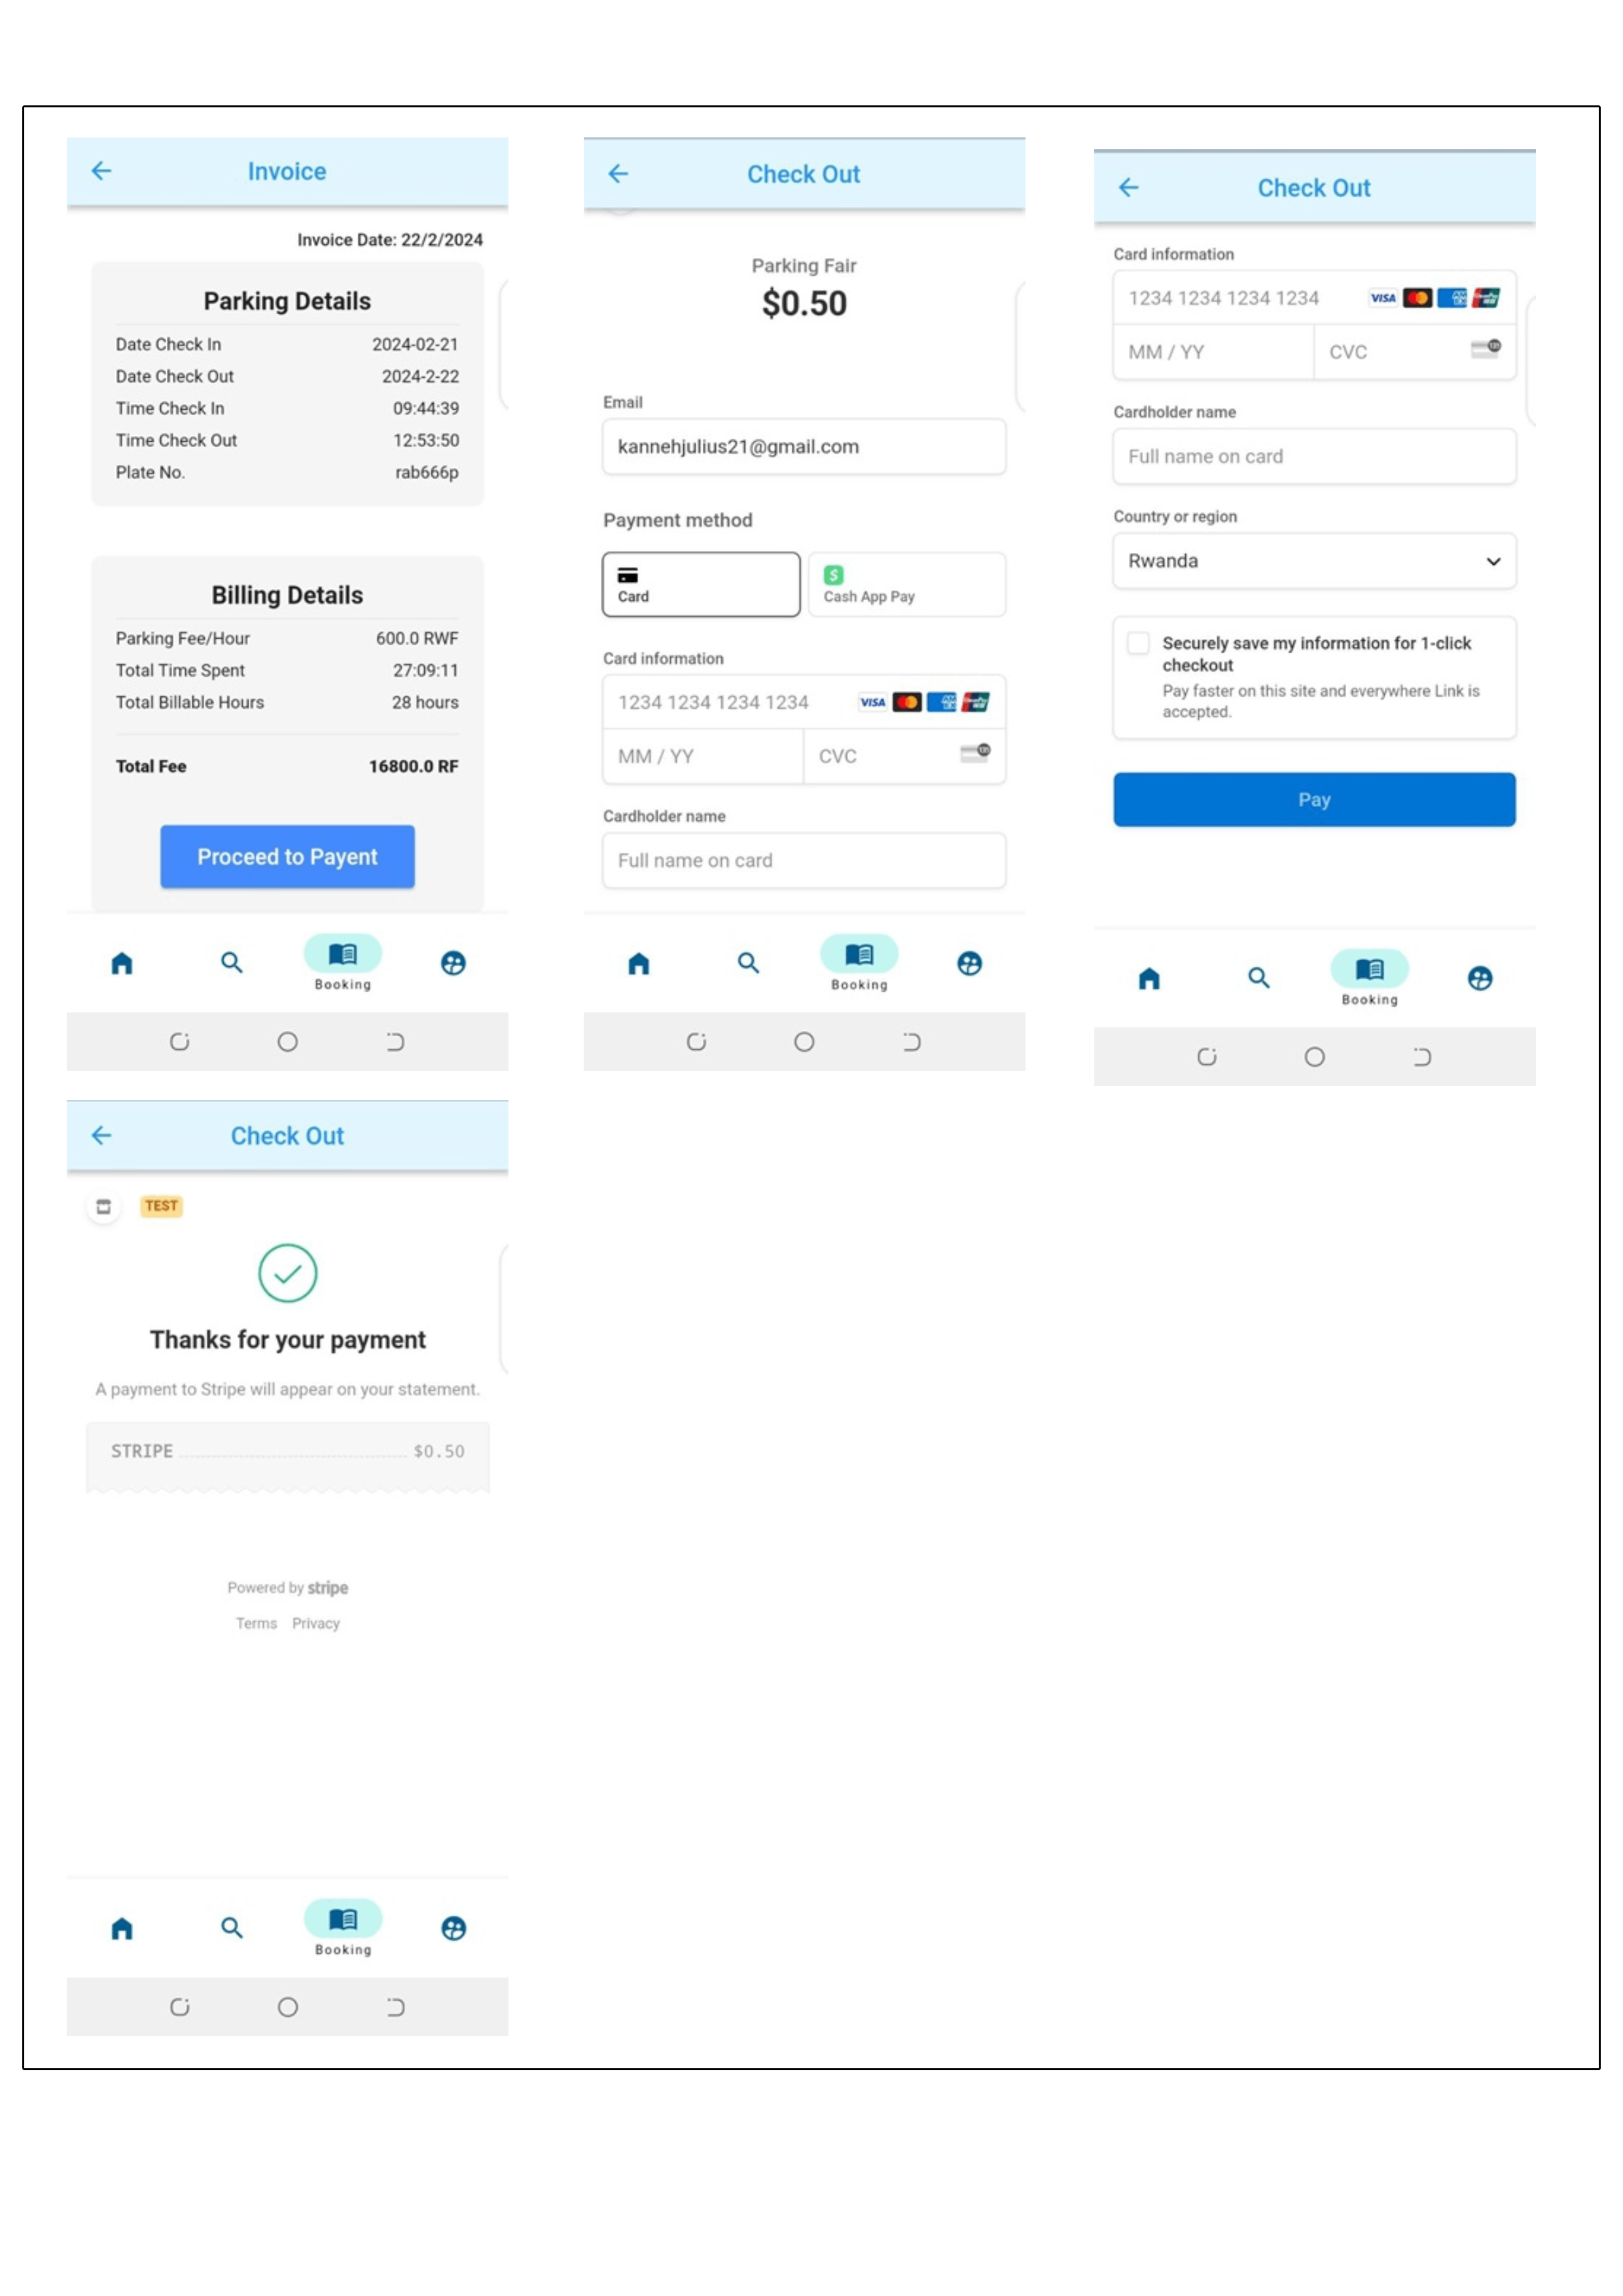 Invoice
Invoice Date: 22/2/2024
Parking Details
Date Check In 2024-02-21
Date Check Out 2024-2-22
Time Check In 09:44:39
Time Check Out 12:53:50
Plate No. rab666p
Billing Details
Parking Fee/Hour 600.0 RWF
Total Time Spent 27:09:11
Total Billable Hours 28 hours
Total Fee 16800.0 RF
Proceed to Payent
Booking
Check Out
Parking Fair
$0.50
Email
kannehjulius21@gmail.com
Payment method
Card
$
Cash App Pay
Card information
1234 1234 1234 1234 VISA
MM / YY CVC
Cardholder name
Full name on card
Booking
Check Out
Card information
1234 1234 1234 1234 VISA
MM / YY CVC
Cardholder name
Full name on card
Country or region
Rwanda
Securely save my information for 1-click
checkout
Pay faster on this site and everywhere Link is
accepted.
Pay
Booking
Check Out
TEST
Thanks for your payment
A payment to Stripe will appear on your statement.
STRIPE $0.50
Powered by stripe
Terms Privacy
Booking